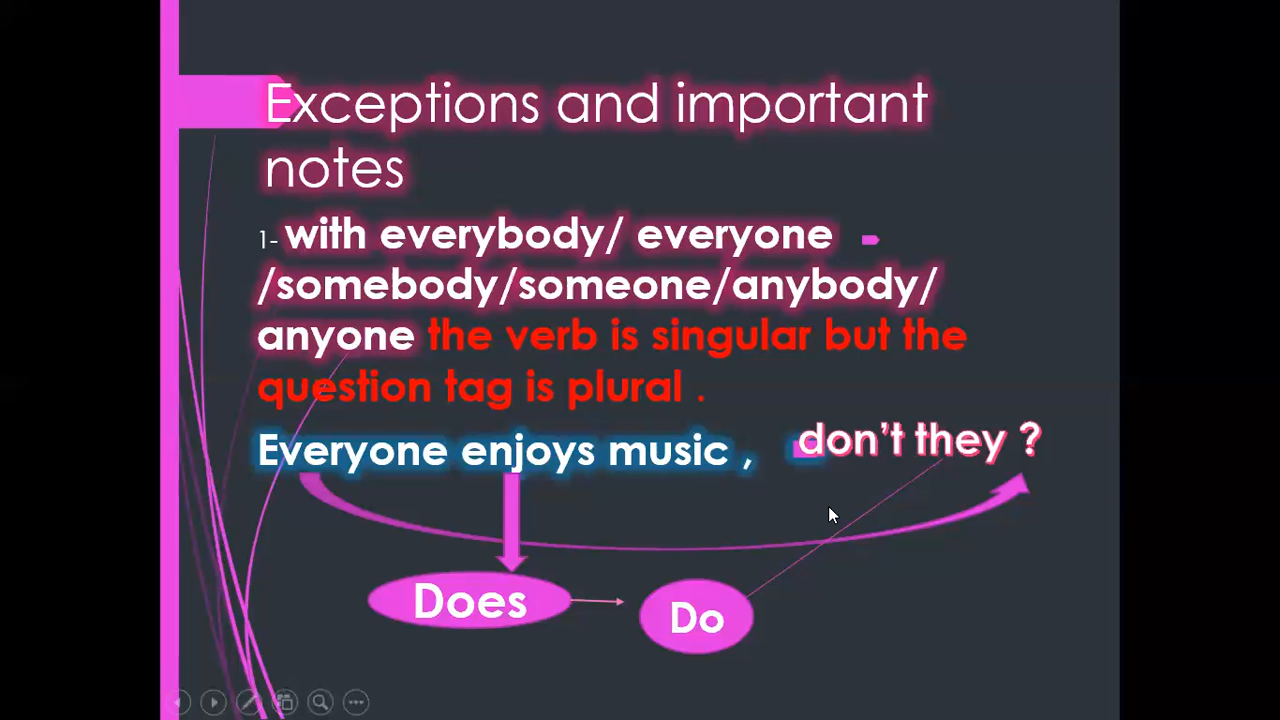 Exceptions and important
notes
1- with everybody/ everyone
/somebody/someone/anybody/
anyone the verb is singular but the
question tag is plural .
Everyone enjoys music , don't they ?
Does
Do